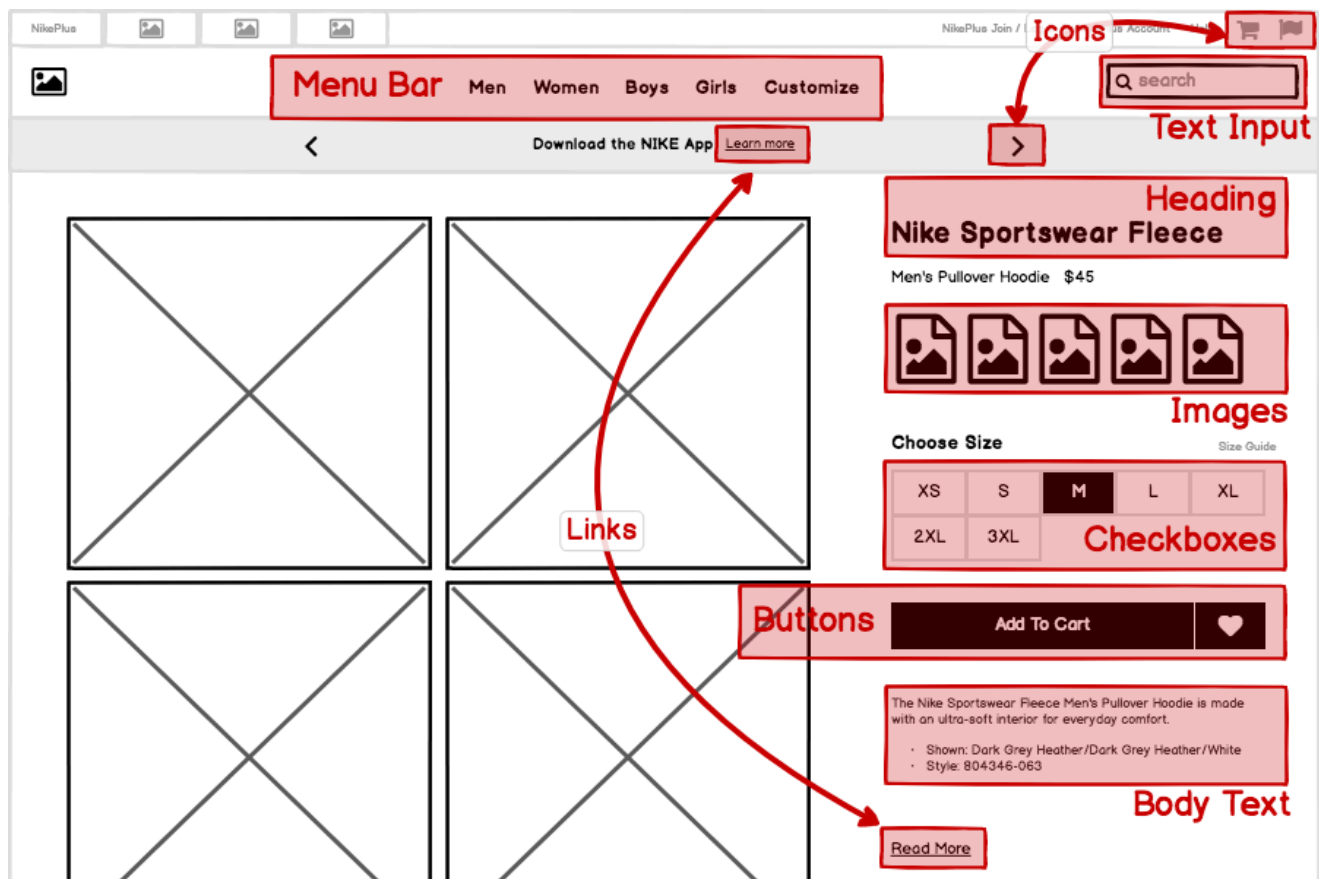 NikePlus
NikePlus Join /
Account
Icons
Menu Bar Men Women Boys Girls Customize
search
Text Input
Download the NIKE App Learn more
Heading
Nike Sportswear Fleece
Men's Pullover Hoodie $45
Images
Choose Size Size Guide
XS S M L XL
2XL 3XL
Checkboxes
Links
Buttons Add To Cart
The Nike Sportswear Fleece Men's Pullover Hoodie is made
with an ultra-soft interior for everyday comfort.
· Shown: Dark Grey Heather/Dark Grey Heather/White
· Style: 804346-063
Body Text
Read More